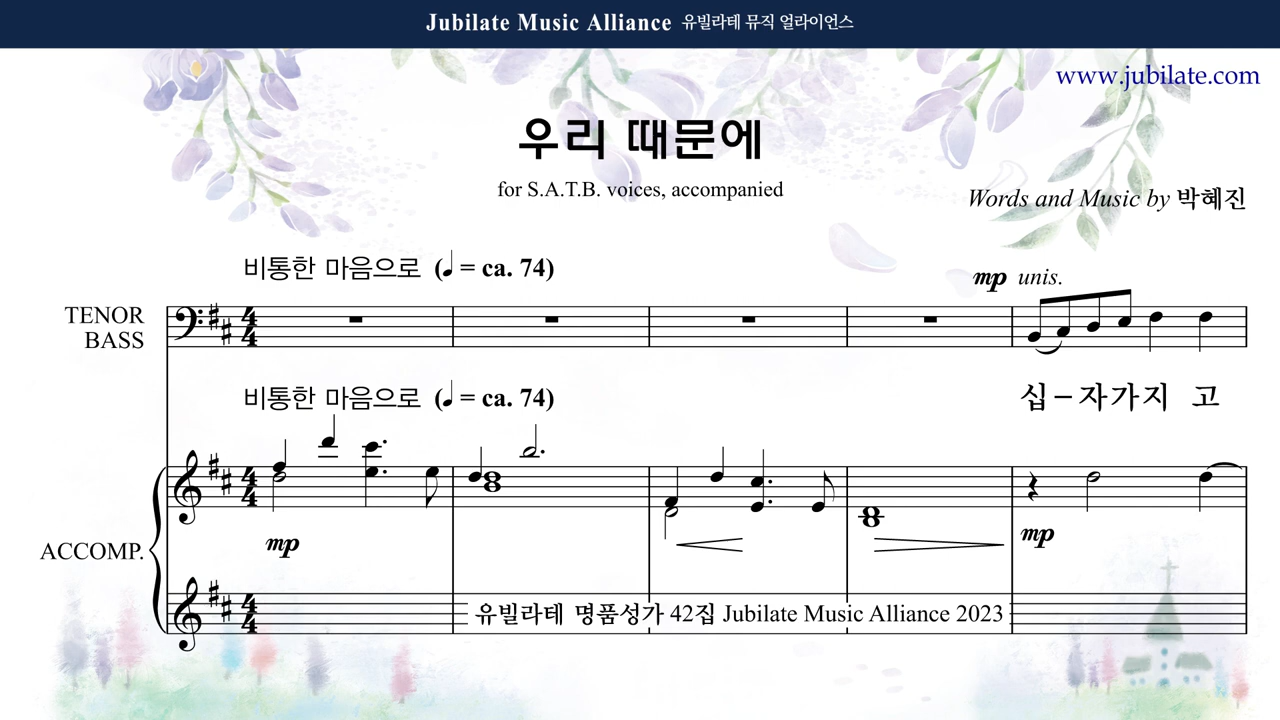 Jubilate Music Alliance 유빌라테 뮤직 얼라이언스
www.jubilate.com
우리 때문에
for S.A.T.B. voices, accompanied
Words and Music by 박혜진
비통한 마음으로 (♩ = ca. 74)
mp unis.
TENOR
BASS
십–자가지 고
비통한 마음으로 (♩ = ca. 74)
ACCOMP.
mp
mp
유빌라테 명품성가 42집 Jubilate Music Alliance 2023